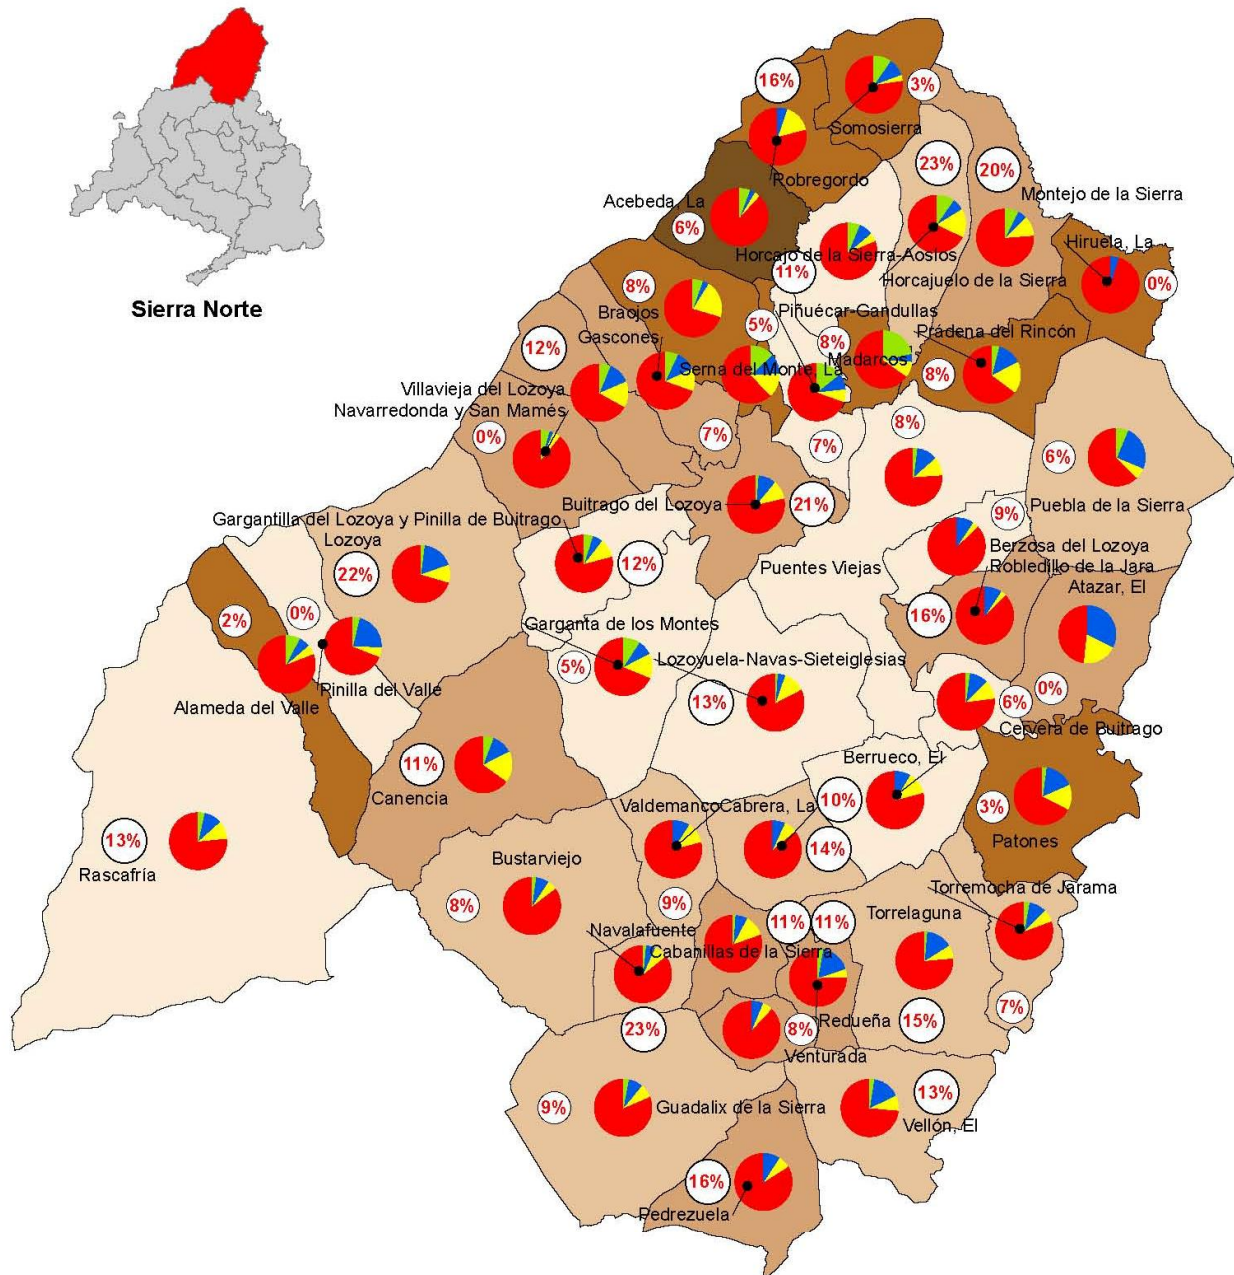 Sierra Norte
16%
3%
Somosierra
Robregordo
23%
20%
Montejo de la Sierra
Acebeda, La
6%
Hiruela, La
Horcajo de la Sierra-Aoslos
11%
Horcajuelo de la Sierra
0%
8%
Braojos
Piñuécar-Gandullas
5%
Prádena del Rincón
Gascones
12%
8%
Madarcos
Serna del Monte, La
8%
Villavieja del Lozoya
Navarredonda y San Mamés
0%
7%
7%
8%
6%
Puebla de la Sierra
Buitrago del Lozoya
21%
9%
Gargantilla del Lozoya y Pinilla de Buitrago
Lozoya
22%
12%
Puentes Viejas
Berzosa del Lozoya
Robledillo de la Jara
Atazar, El
16%
2%
0%
Garganta de los Montes
5%
Lozoyuela-Navas-Sieteiglesias
13%
Pinilla del Valle
Alameda del Valle
6%
0%
Cervera de Buitrago
11%
Canencia
Berrueco, El
10%
3%
Patones
Valdemanco
Cabrera, La
14%
13%
Rascafría
Bustarviejo
8%
9%
Torremocha de Jarama
Navalafuente
11%
11%
Torrelaguna
Cabanillas de la Sierra
7%
23%
8%
Redueña
15%
Venturada
9%
Guadalix de la Sierra
13%
Vellón, El
16%
Pedrezuela